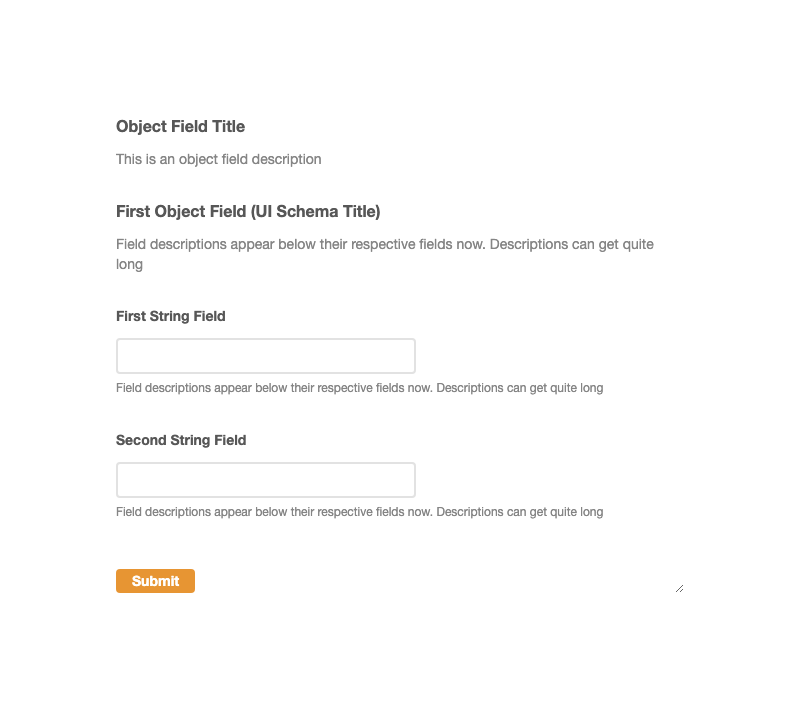 Object Field Title
This is an object field description
First Object Field (UI Schema Title)
Field descriptions appear below their respective fields now. Descriptions can get quite
long
First String Field
Field descriptions appear below their respective fields now. Descriptions can get quite long
Second String Field
Field descriptions appear below their respective fields now. Descriptions can get quite long
Submit